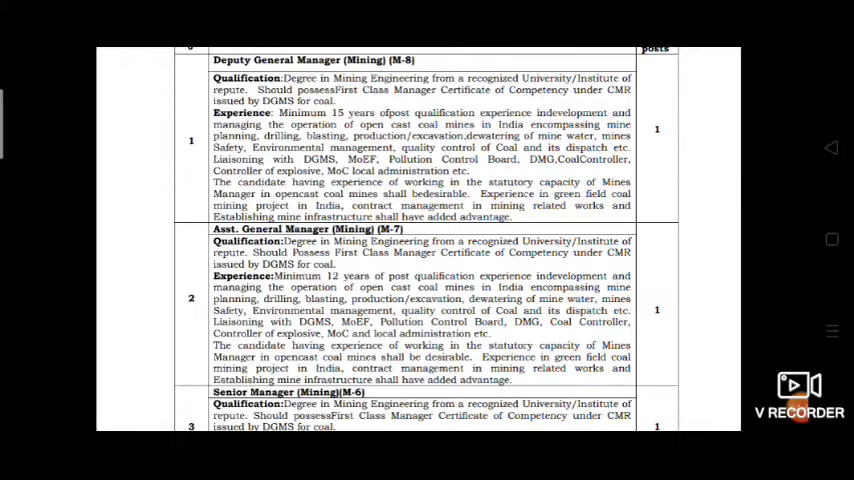 posts
Deputy General Manager (Mining) (M-8)
Qualification:Degree in Mining Engineering from a recognized University/Institute of
repute. Should possessFirst Class Manager Certificate of Competency under CMR
issued by DGMS for coal.
Experience: Minimum 15 years ofpost qualification experience indevelopment and
managing the operation of open cast coal mines in India encompassing mine
planning, drilling, blasting, production/excavation,dewatering of mine water, mines
Safety, Environmental management, quality control of Coal and its dispatch etc.
Liaisoning with DGMS, MoEF, Pollution Control Board, DMG,CoalController,
Controller of explosive, MoC local administration etc.
The candidate having experience of working in the statutory capacity of Mines
Manager in opencast coal mines shall bedesirable. Experience in green field coal
mining project in India, contract management in mining related works and
Establishing mine infrastructure shall have added advantage.
1
1
Asst. General Manager (Mining) (M-7)
Qualification:Degree in Mining Engineering from a recognized University/Institute of
repute. Should Possess First Class Manager Certificate of Competency under CMR
issued by DGMS for coal.
Experience:Minimum 12 years of post qualification experience indevelopment and
managing the operation of open cast coal mines in India encompassing mine
planning, drilling, blasting, production/excavation, dewatering of mine water, mines
Safety, Environmental management, quality control of Coal and its dispatch etc.
Liaisoning with DGMS, MoEF, Pollution Control Board, DMG, Coal Controller,
Controller of explosive, MoC and local administration etc.
The candidate having experience of working in the statutory capacity of Mines
Manager in opencast coal mines shall be desirable. Experience in green field coal
mining project in India, contract management in mining related works and
Establishing mine infrastructure shall have added advantage.
2
1
Senior Manager (Mining)(M-6)
Qualification:Degree in Mining Engineering from a recognized University/Institute of
repute. Should possessFirst Class Manager Certificate of Competency under CMR
issued by DGMS for coal.
3
1
V RECORDER